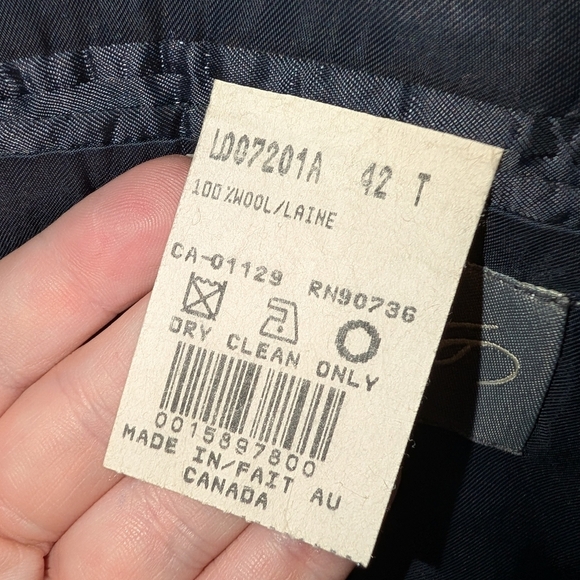 LD07201A 42 T
100%WOOL/LAINE
CA-01129 RN90736
DRY CLEAN ONLY
0015897800
MADE IN/FAIT AU
CANADA